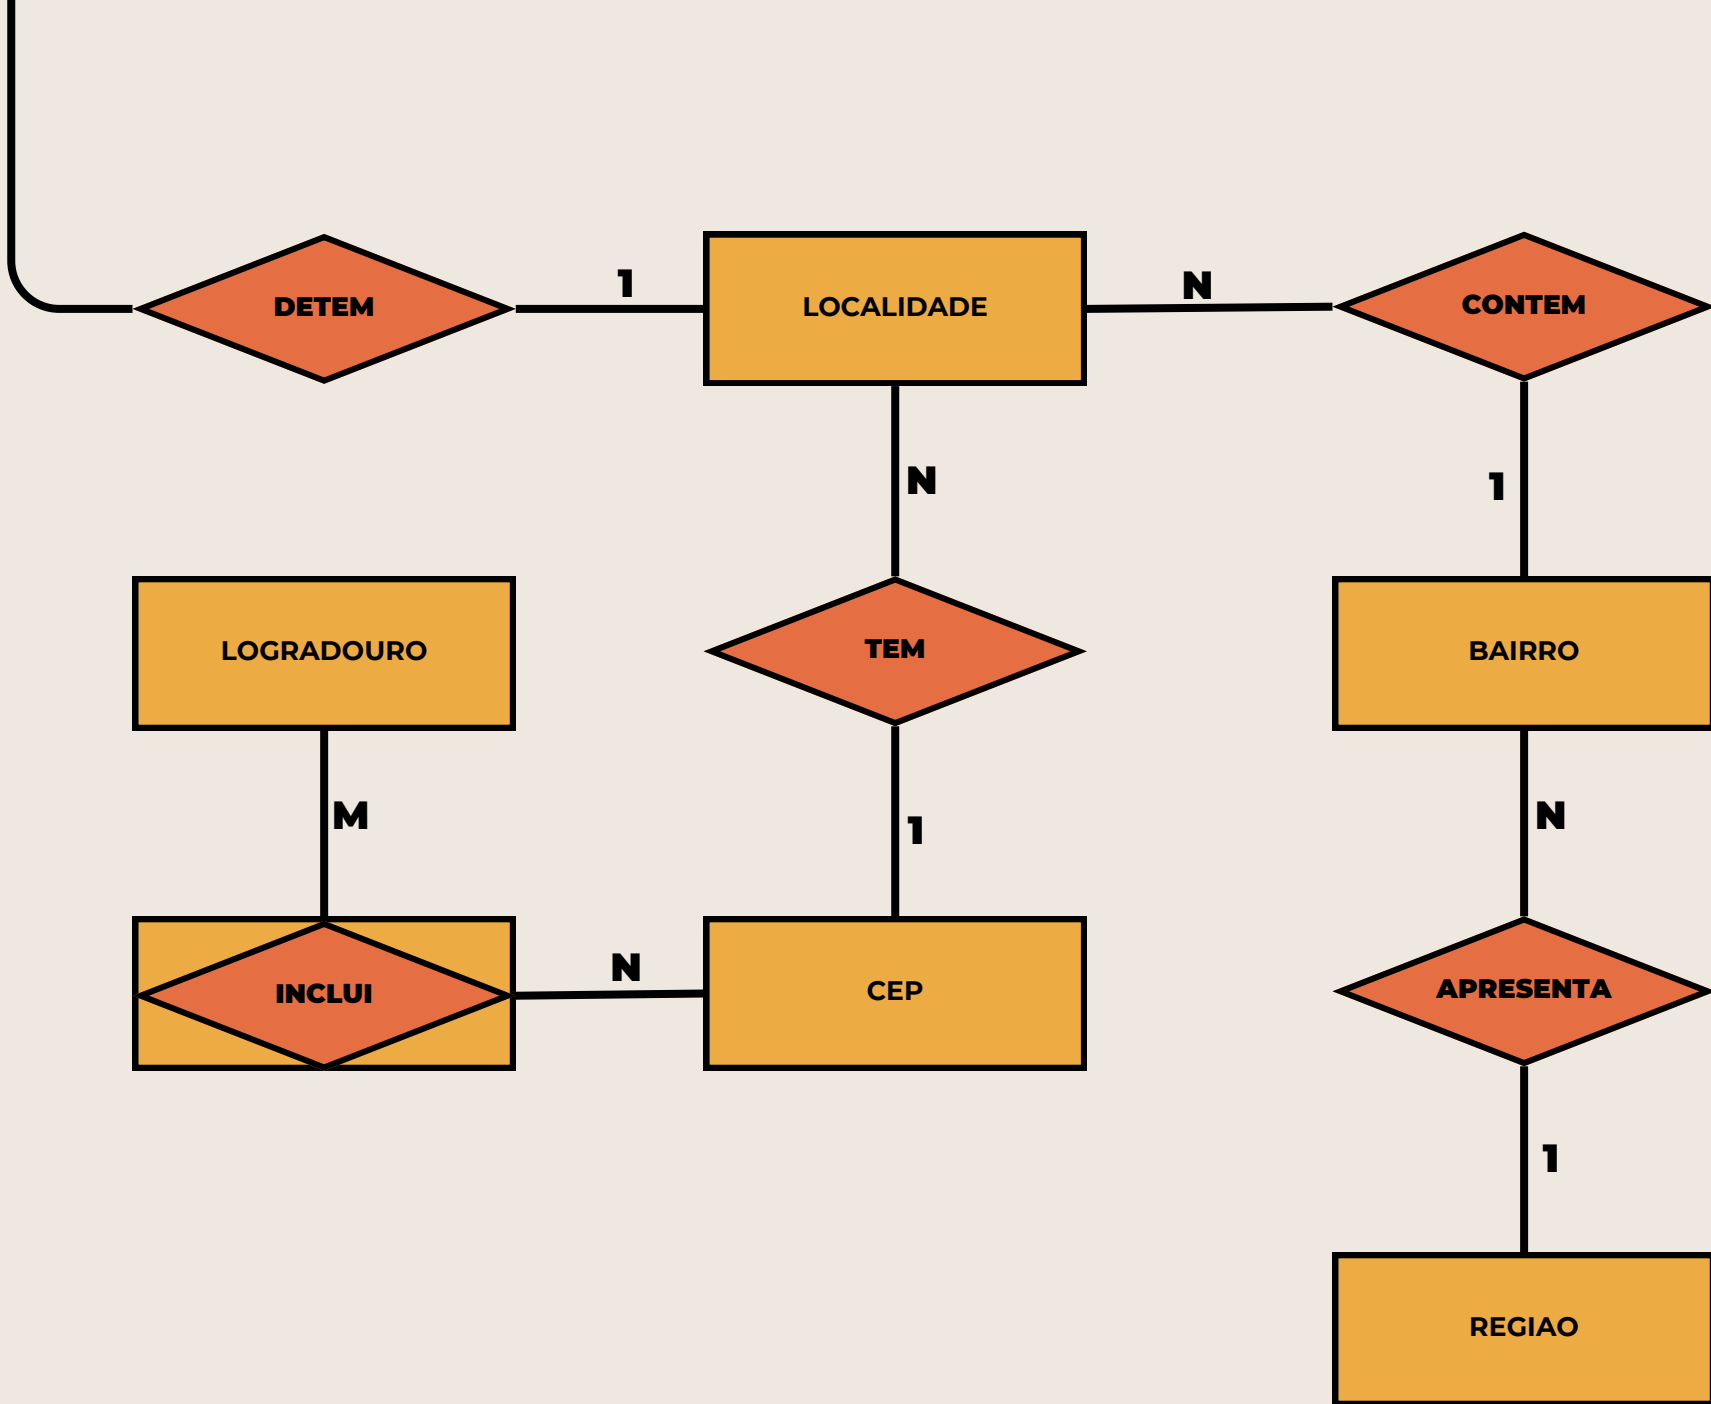 1
N
DETEM
LOCALIDADE
CONTEM
N
1
LOGRADOURO
TEM
BAIRRO
M
1
N
N
INCLUI
CEP
APRESENTA
1
REGIAO